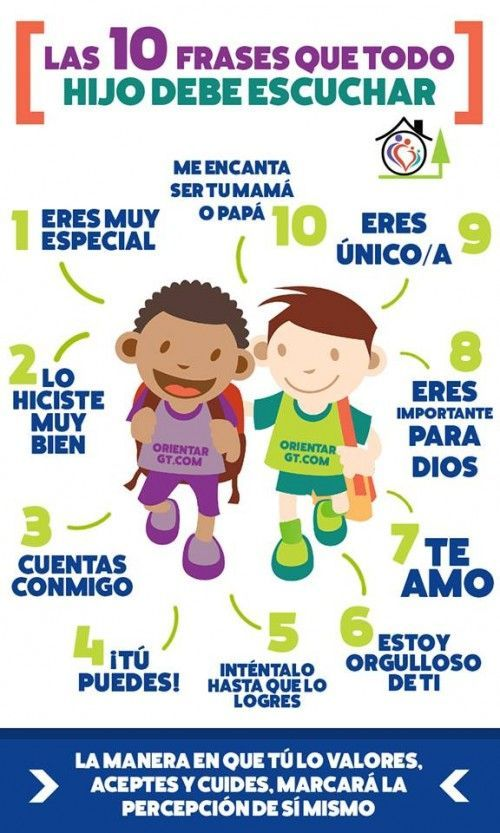 LAS 10 FRASES QUE TODO
HIJO DEBE ESCUCHAR
1 ERES MUY
ESPECIAL
2 LO
HICISTE
MUY
BIEN
3
CUENTAS
CONMIGO
4 ¡TÚ
PUEDES!
5
INTÉNTALO
HASTA QUE LO
LOGRES
6 ESTOY
ORGULLOSO
DE TI
7 TE
AMO
8
ERES
IMPORTANTE
PARA
DIOS
9
ERES
ÚNICO/A
ME ENCANTA
SER TU MAMÁ
O PAPÁ 10
ORIENTAR
GT.COM
ORIENTAR
GT.COM
LA MANERA EN QUE TÚ LO VALORES,
ACEPTES Y CUIDES, MARCARÁ LA
PERCEPCIÓN DE SÍ MISMO